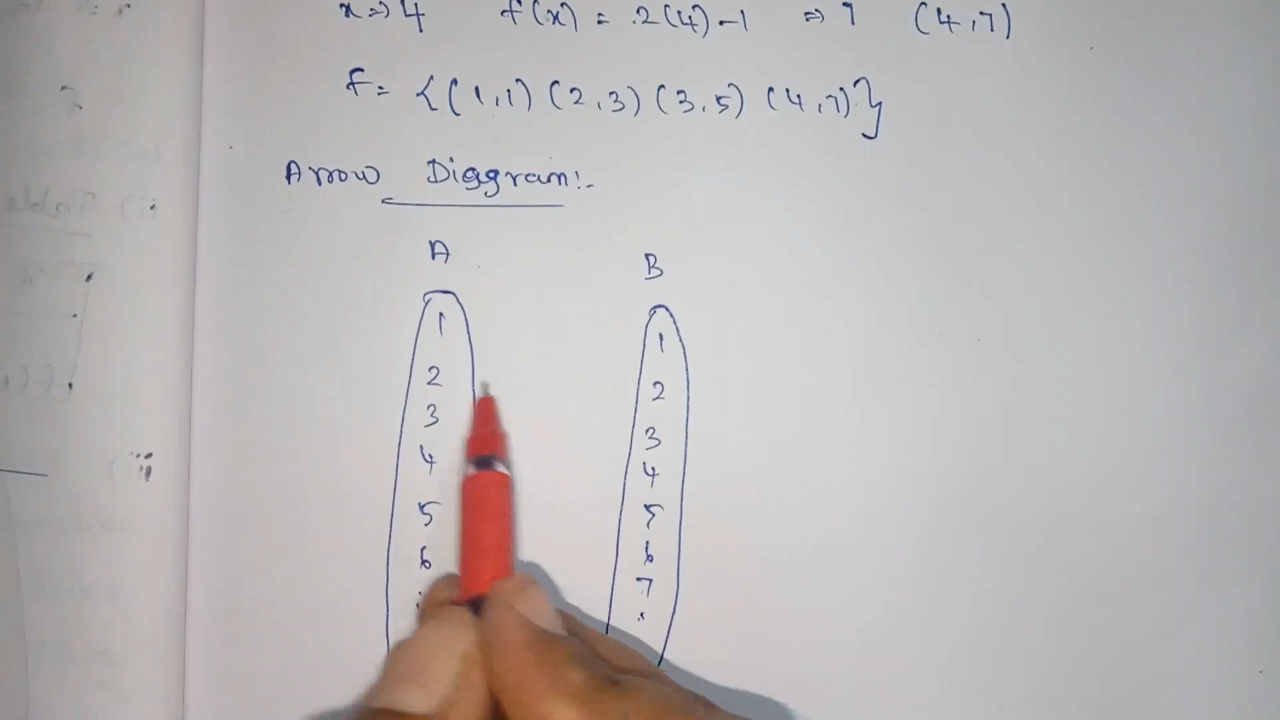 x ⇒ 4 f(x) = 2(4)-1 ⇒ 7 (4,7)
f = {(1,1) (2,3) (3,5) (4,7)}
Arrow Diagram:-
A B
1 1
2 2
3 3
4 4
5 5
6 6
7